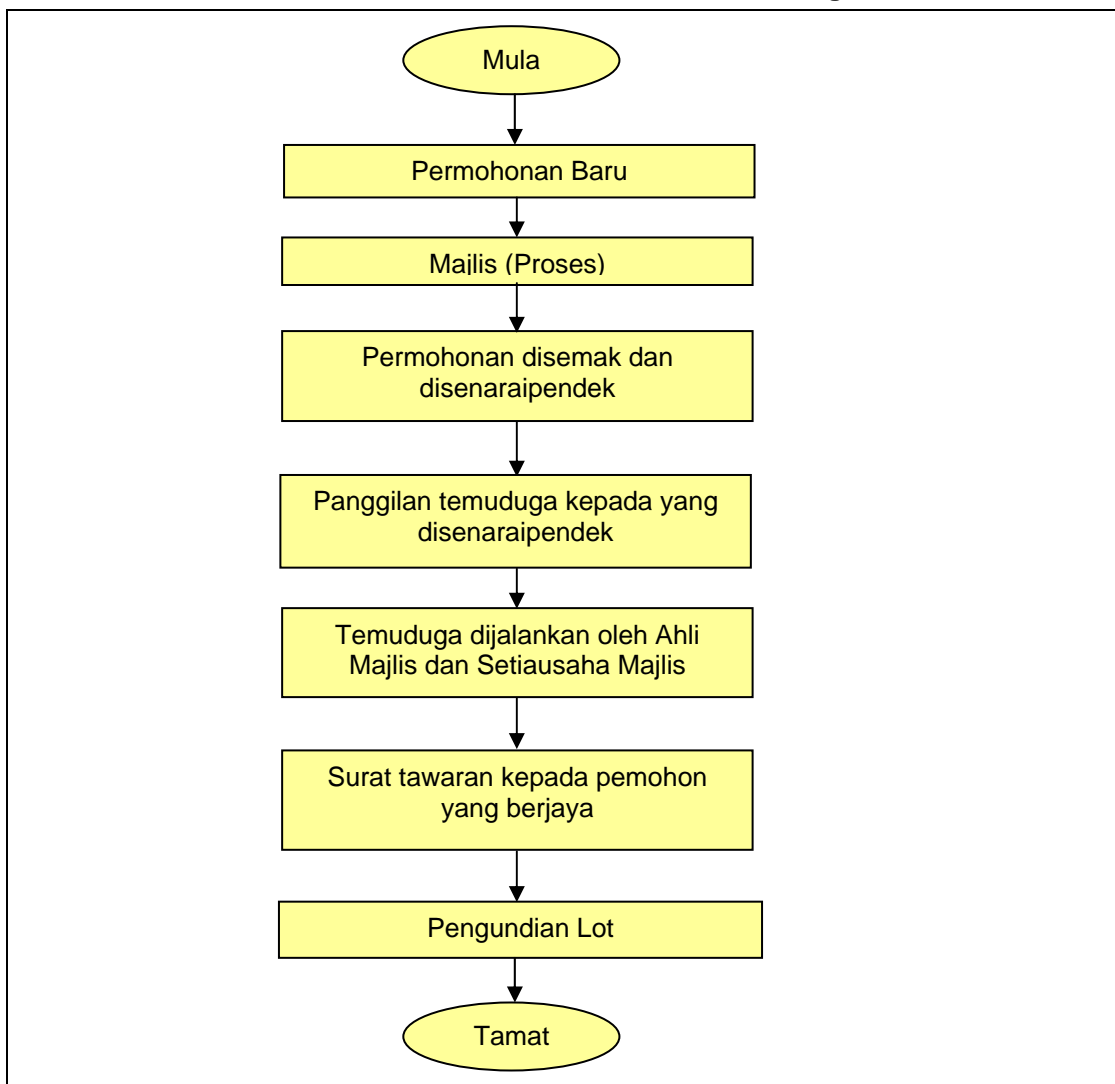 Mula
Permohonan Baru
Majlis (Proses)
Permohonan disemak dan
disenaraipendek
Panggilan temuduga kepada yang
disenaraipendek
Temuduga dijalankan oleh Ahli
Majlis dan Setiausaha Majlis
Surat tawaran kepada pemohon
yang berjaya
Pengundian Lot
Tamat